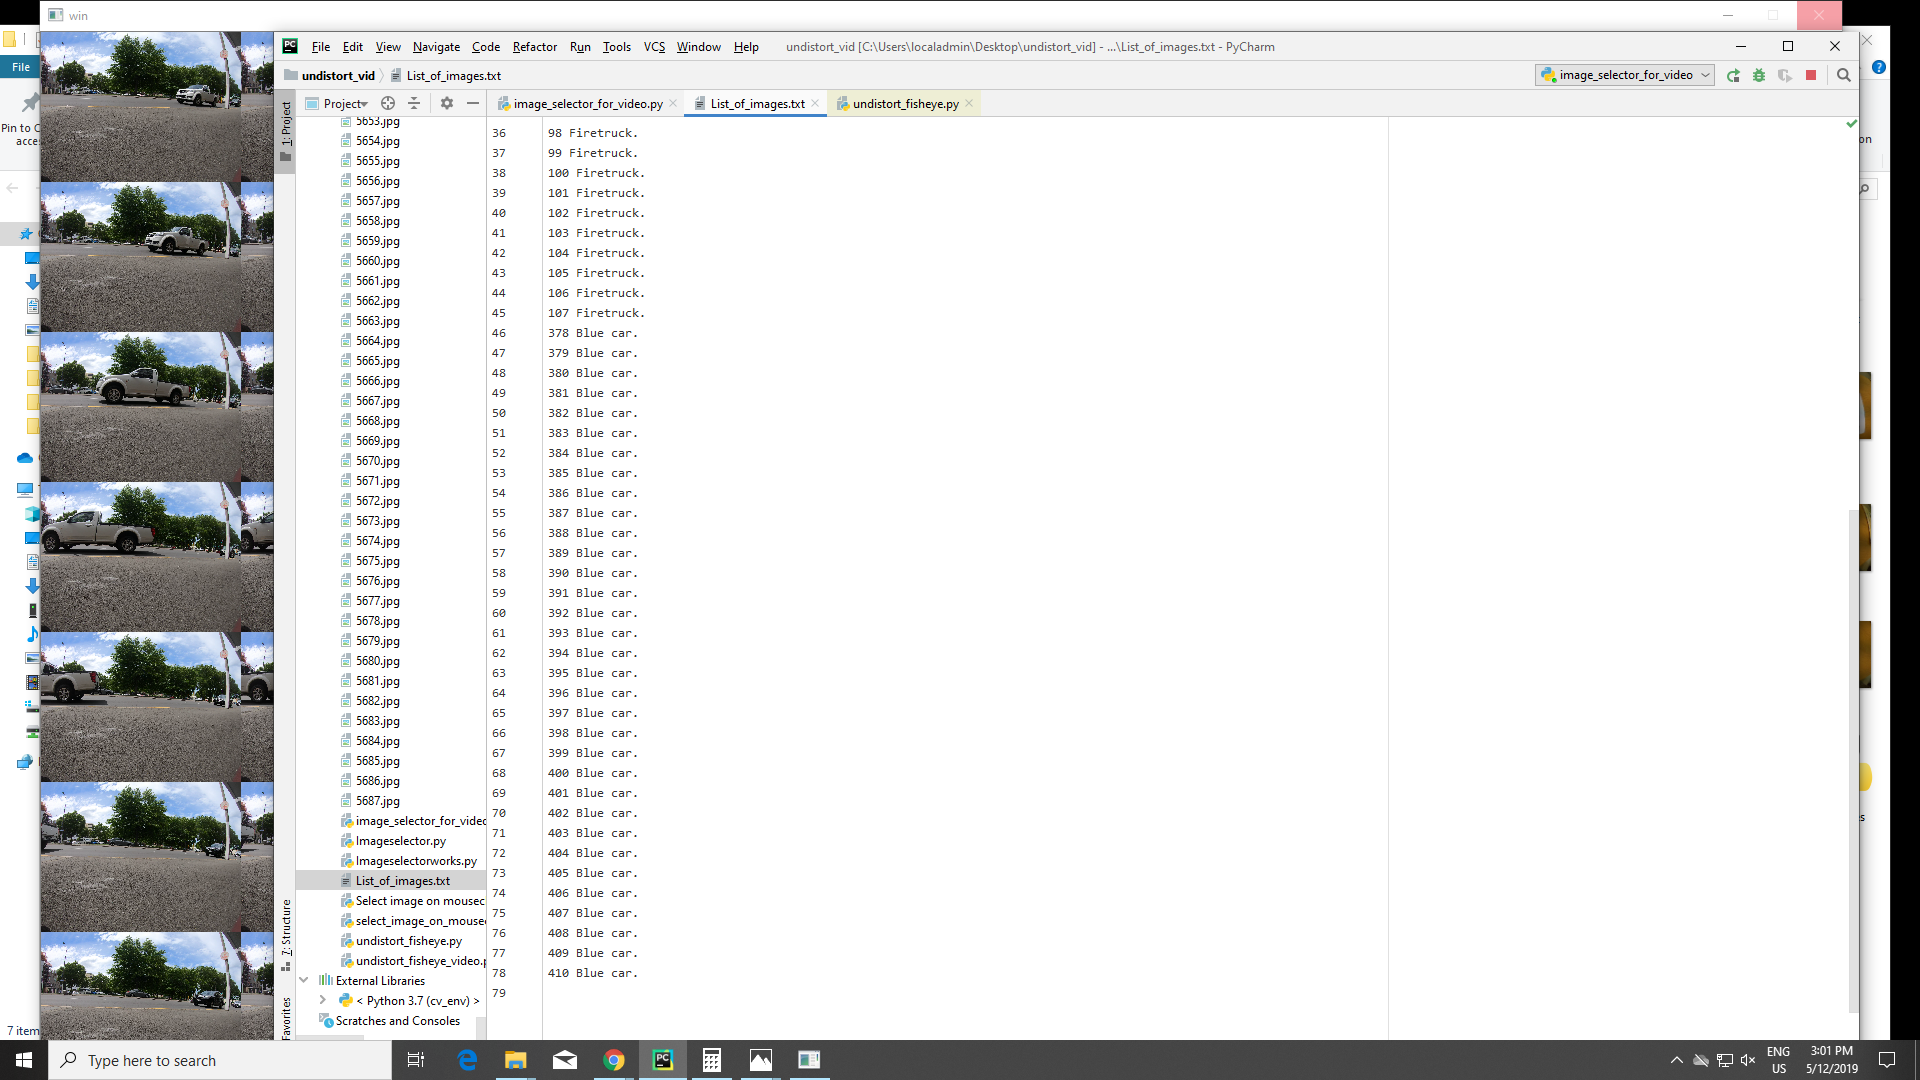 win
File
Pin to
acce
7 item
File Edit View Navigate Code Refactor Run Tools VCS Window Help undistort_vid [C:\Users\localadmin\Desktop\undistort_vid] - ...\List_of_images.txt - PyCharm
undistort_vid List_of_images.txt image_selector_for_video
Project image_selector_for_video.py List_of_images.txt undistort_fisheye.py
1: Project
5653.jpg
5654.jpg
5655.jpg
5656.jpg
5657.jpg
5658.jpg
5659.jpg
5660.jpg
5661.jpg
5662.jpg
5663.jpg
5664.jpg
5665.jpg
5666.jpg
5667.jpg
5668.jpg
5669.jpg
5670.jpg
5671.jpg
5672.jpg
5673.jpg
5674.jpg
5675.jpg
5676.jpg
5677.jpg
5678.jpg
5679.jpg
5680.jpg
5681.jpg
5682.jpg
5683.jpg
5684.jpg
5685.jpg
5686.jpg
5687.jpg
image_selector_for_videc
Imageselector.py
Imageselectorworks.py
List_of_images.txt
Select image on mousec
select_image_on_mouse
undistort_fisheye.py
undistort_fisheye_video.p
External Libraries
< Python 3.7 (cv_env) >
Scratches and Consoles
7: Structure
Favorites
36 98 Firetruck.
37 99 Firetruck.
38 100 Firetruck.
39 101 Firetruck.
40 102 Firetruck.
41 103 Firetruck.
42 104 Firetruck.
43 105 Firetruck.
44 106 Firetruck.
45 107 Firetruck.
46 378 Blue car.
47 379 Blue car.
48 380 Blue car.
49 381 Blue car.
50 382 Blue car.
51 383 Blue car.
52 384 Blue car.
53 385 Blue car.
54 386 Blue car.
55 387 Blue car.
56 388 Blue car.
57 389 Blue car.
58 390 Blue car.
59 391 Blue car.
60 392 Blue car.
61 393 Blue car.
62 394 Blue car.
63 395 Blue car.
64 396 Blue car.
65 397 Blue car.
66 398 Blue car.
67 399 Blue car.
68 400 Blue car.
69 401 Blue car.
70 402 Blue car.
71 403 Blue car.
72 404 Blue car.
73 405 Blue car.
74 406 Blue car.
75 407 Blue car.
76 408 Blue car.
77 409 Blue car.
78 410 Blue car.
79
Type here to search
ENG
US
3:01 PM
5/12/2019